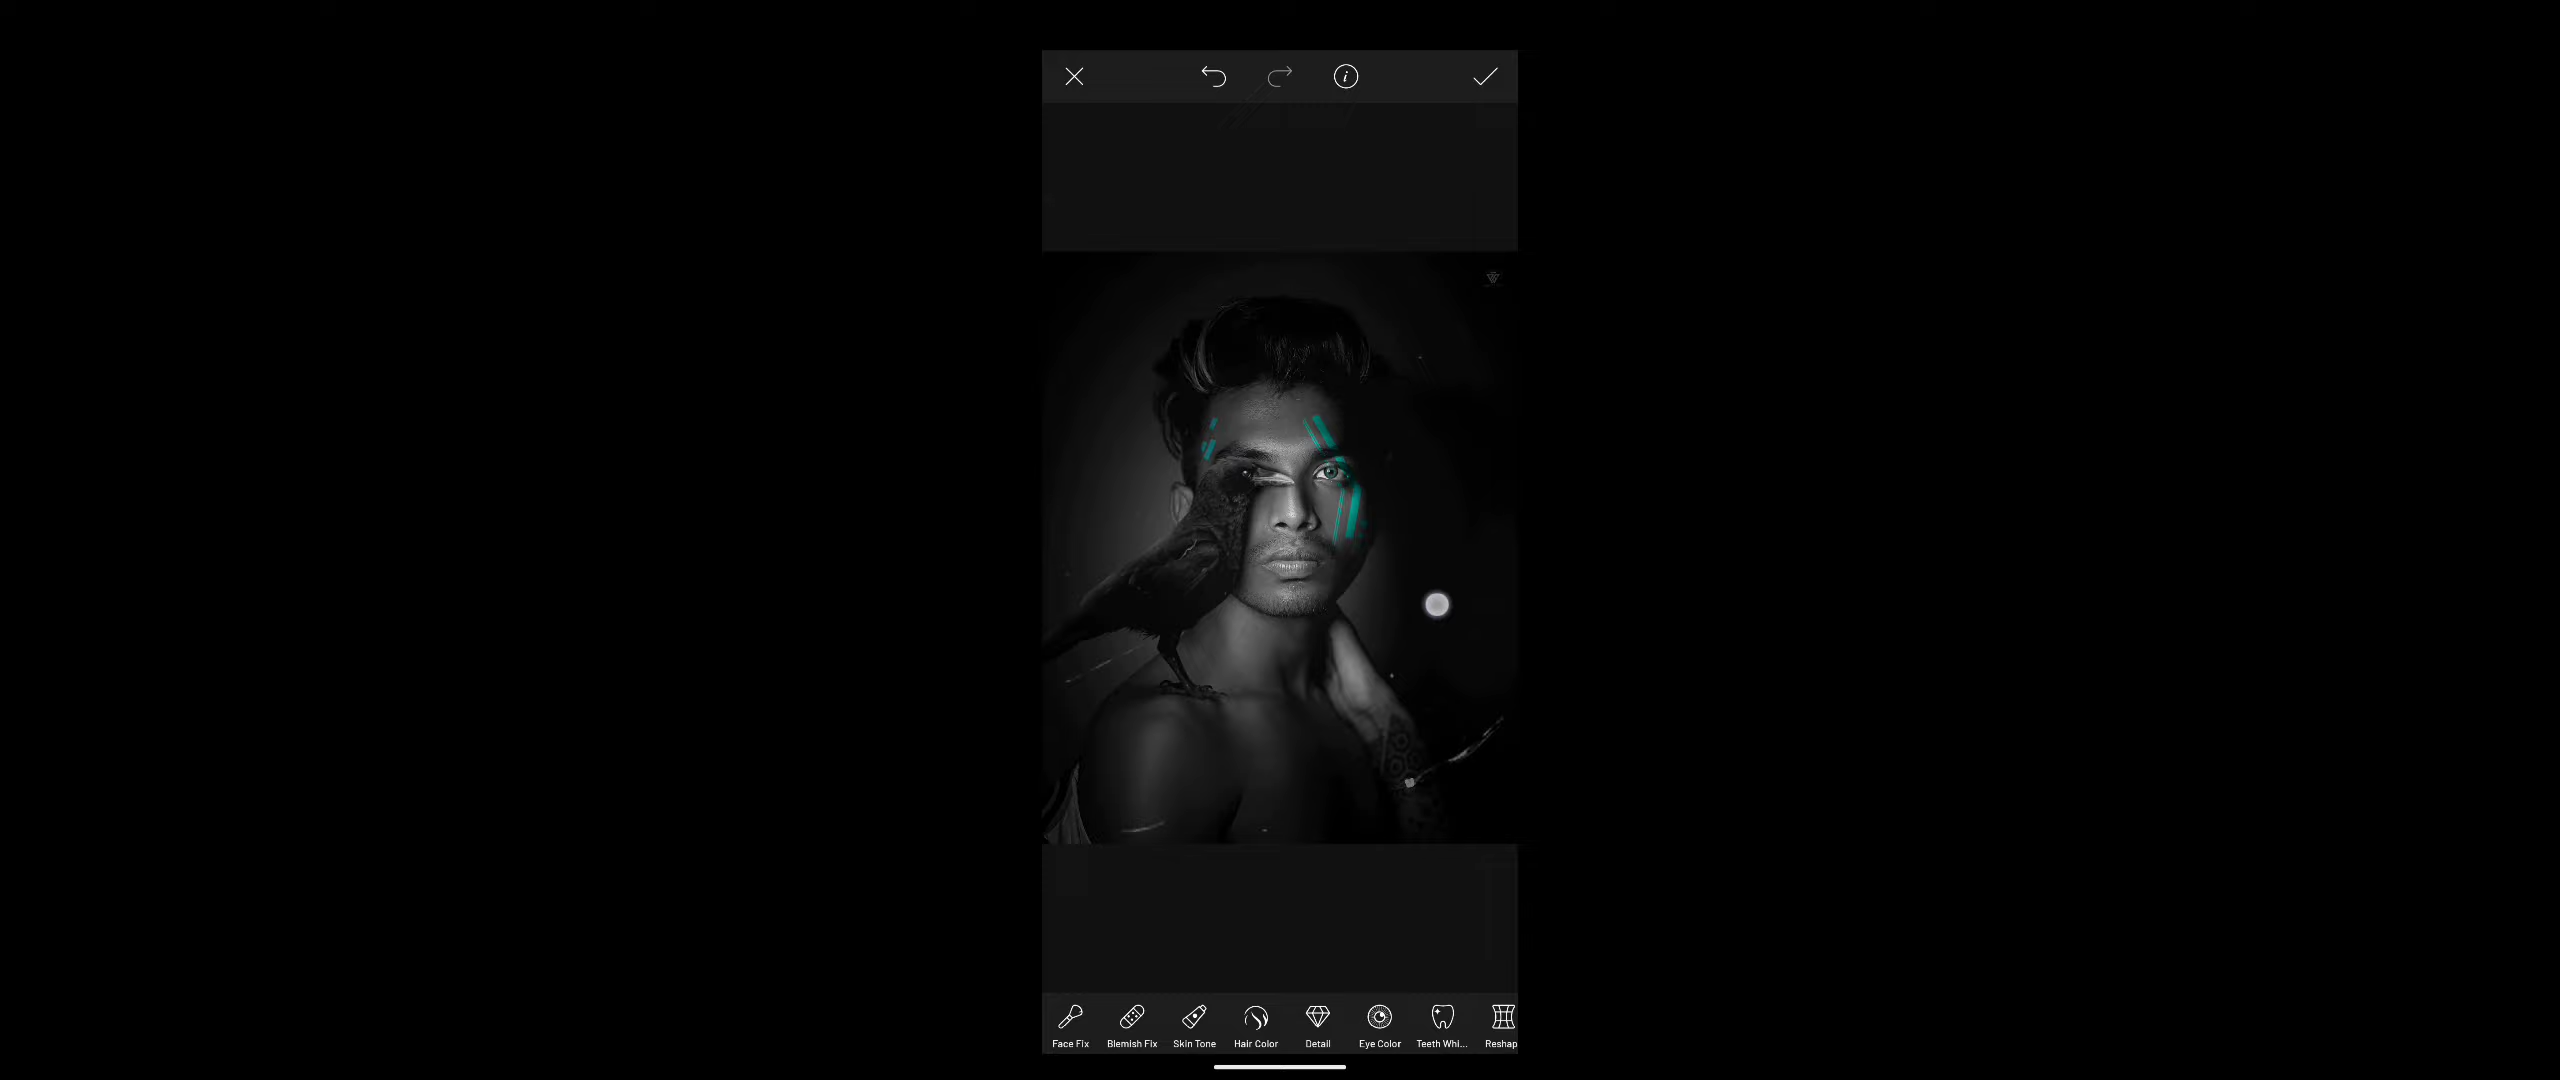 Face Fix
Blemish Fix
Skin Tone
Hair Color
Detail
Eye Color
Teeth Whi...
Reshap